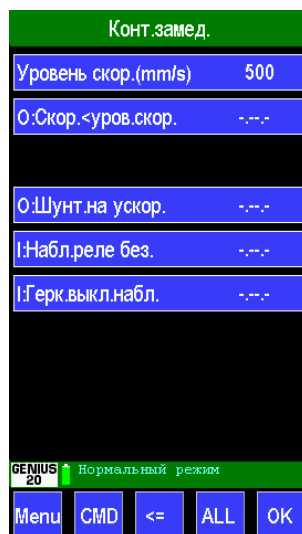 Конт.замед.
Уровень скор.(mm/s) 500
O:Скор.<уров.скор. -.--.-
O:Шунт.на ускор. -.--.-
I:Набл.реле без. -.--.-
I:Герк.выкл.набл. -.--.-
GENIUS 20 Нормальный режим
Menu CMD <= ALL OK